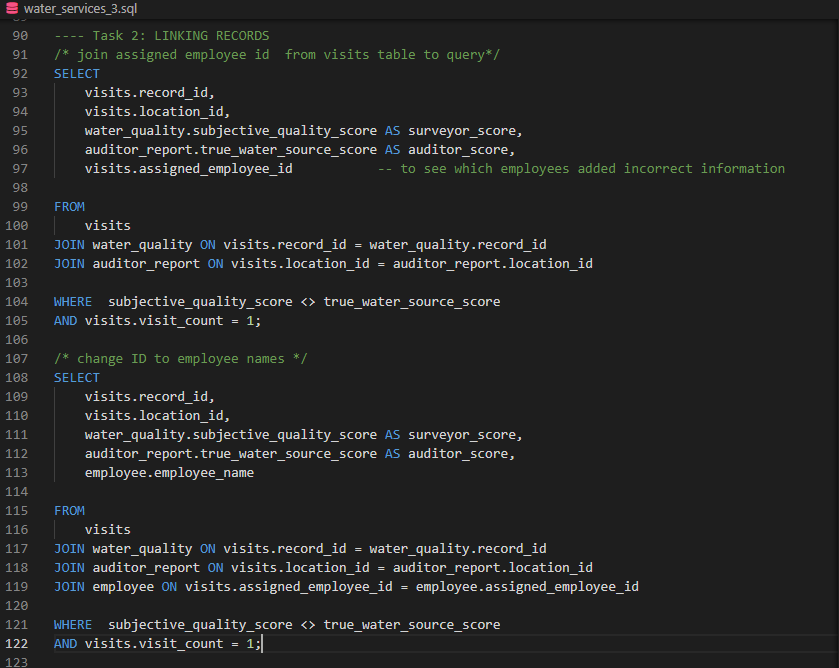 water_services_3.sql
90 ---- Task 2: LINKING RECORDS
91 /* join assigned employee id  from visits table to query*/
92 SELECT
93     visits.record_id,
94     visits.location_id,
95     water_quality.subjective_quality_score AS surveyor_score,
96     auditor_report.true_water_source_score AS auditor_score,
97     visits.assigned_employee_id           -- to see which employees added incorrect information
98
99 FROM
100     visits
101 JOIN water_quality ON visits.record_id = water_quality.record_id
102 JOIN auditor_report ON visits.location_id = auditor_report.location_id
103
104 WHERE  subjective_quality_score <> true_water_source_score
105 AND visits.visit_count = 1;
106
107 /* change ID to employee names */
108 SELECT
109     visits.record_id,
110     visits.location_id,
111     water_quality.subjective_quality_score AS surveyor_score,
112     auditor_report.true_water_source_score AS auditor_score,
113     employee.employee_name
114
115 FROM
116     visits
117 JOIN water_quality ON visits.record_id = water_quality.record_id
118 JOIN auditor_report ON visits.location_id = auditor_report.location_id
119 JOIN employee ON visits.assigned_employee_id = employee.assigned_employee_id
120
121 WHERE  subjective_quality_score <> true_water_source_score
122 AND visits.visit_count = 1;
123